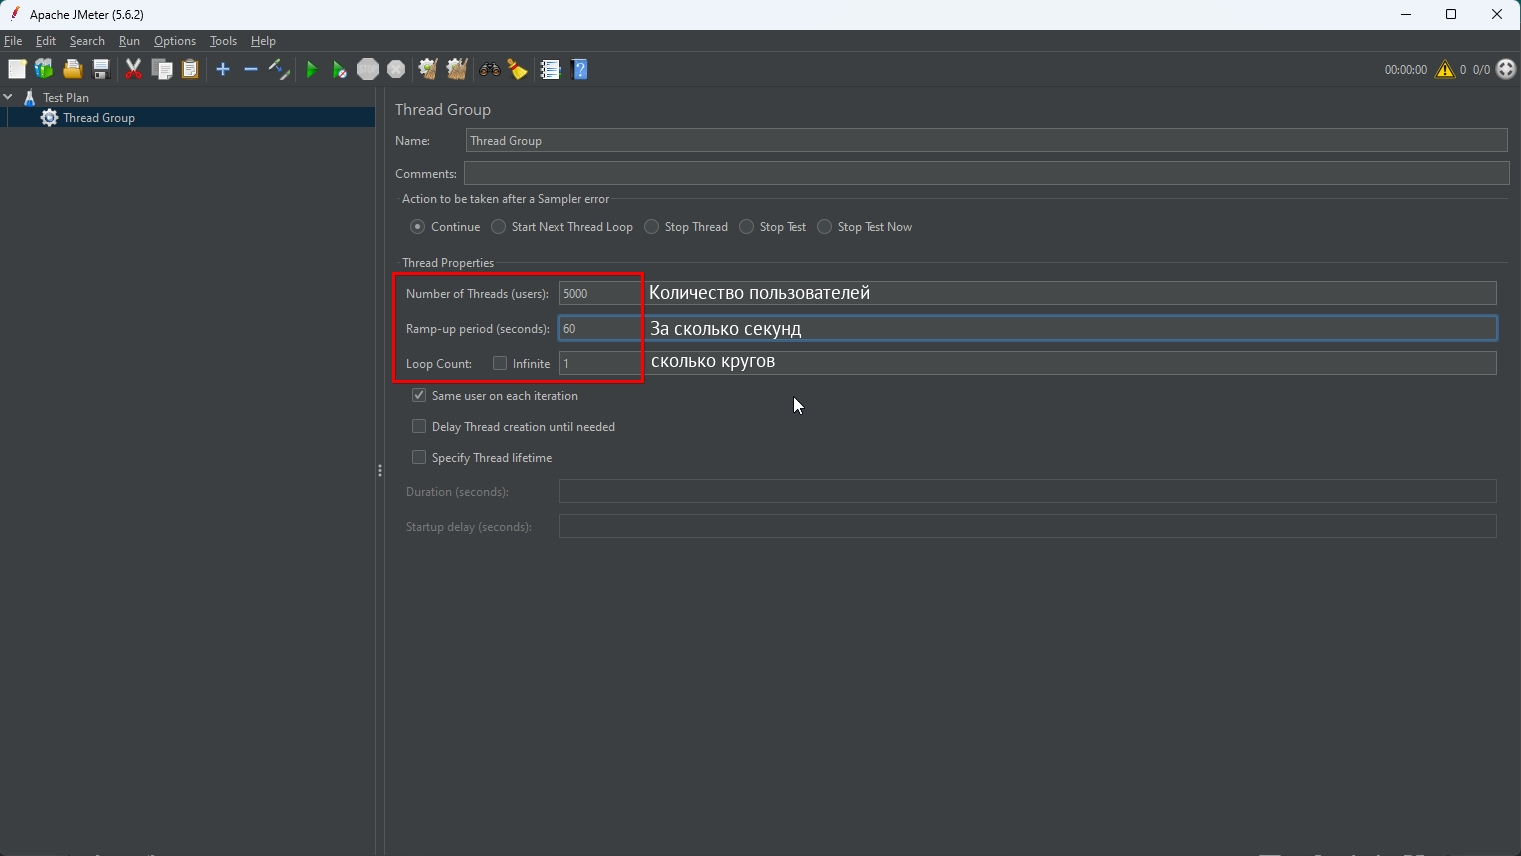 Apache JMeter (5.6.2)
File Edit Search Run Options Tools Help
00:00:00 0 0/0
Test Plan
Thread Group
Thread Group
Name: Thread Group
Comments:
Action to be taken after a Sampler error
Continue Start Next Thread Loop Stop Thread Stop Test Stop Test Now
Thread Properties
Number of Threads (users): 5000 Количество пользователей
Ramp-up period (seconds): 60 За сколько секунд
Loop Count: Infinite 1 сколько кругов
Same user on each iteration
Delay Thread creation until needed
Specify Thread lifetime
Duration (seconds):
Startup delay (seconds):